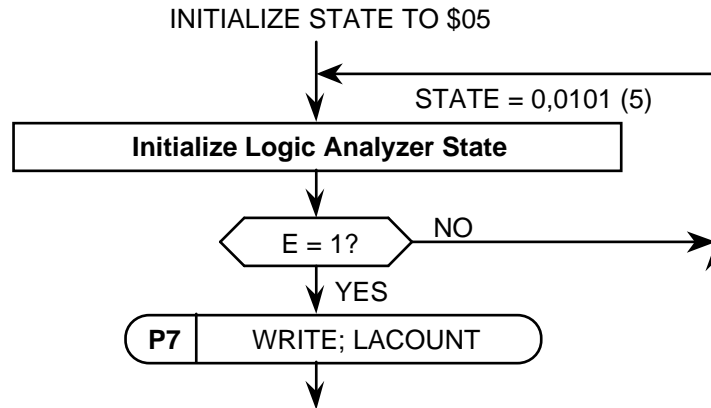 INITIALIZE STATE TO $05
STATE = 0,0101 (5)
Initialize Logic Analyzer State
E = 1?
NO
YES
P7 WRITE; LACOUNT